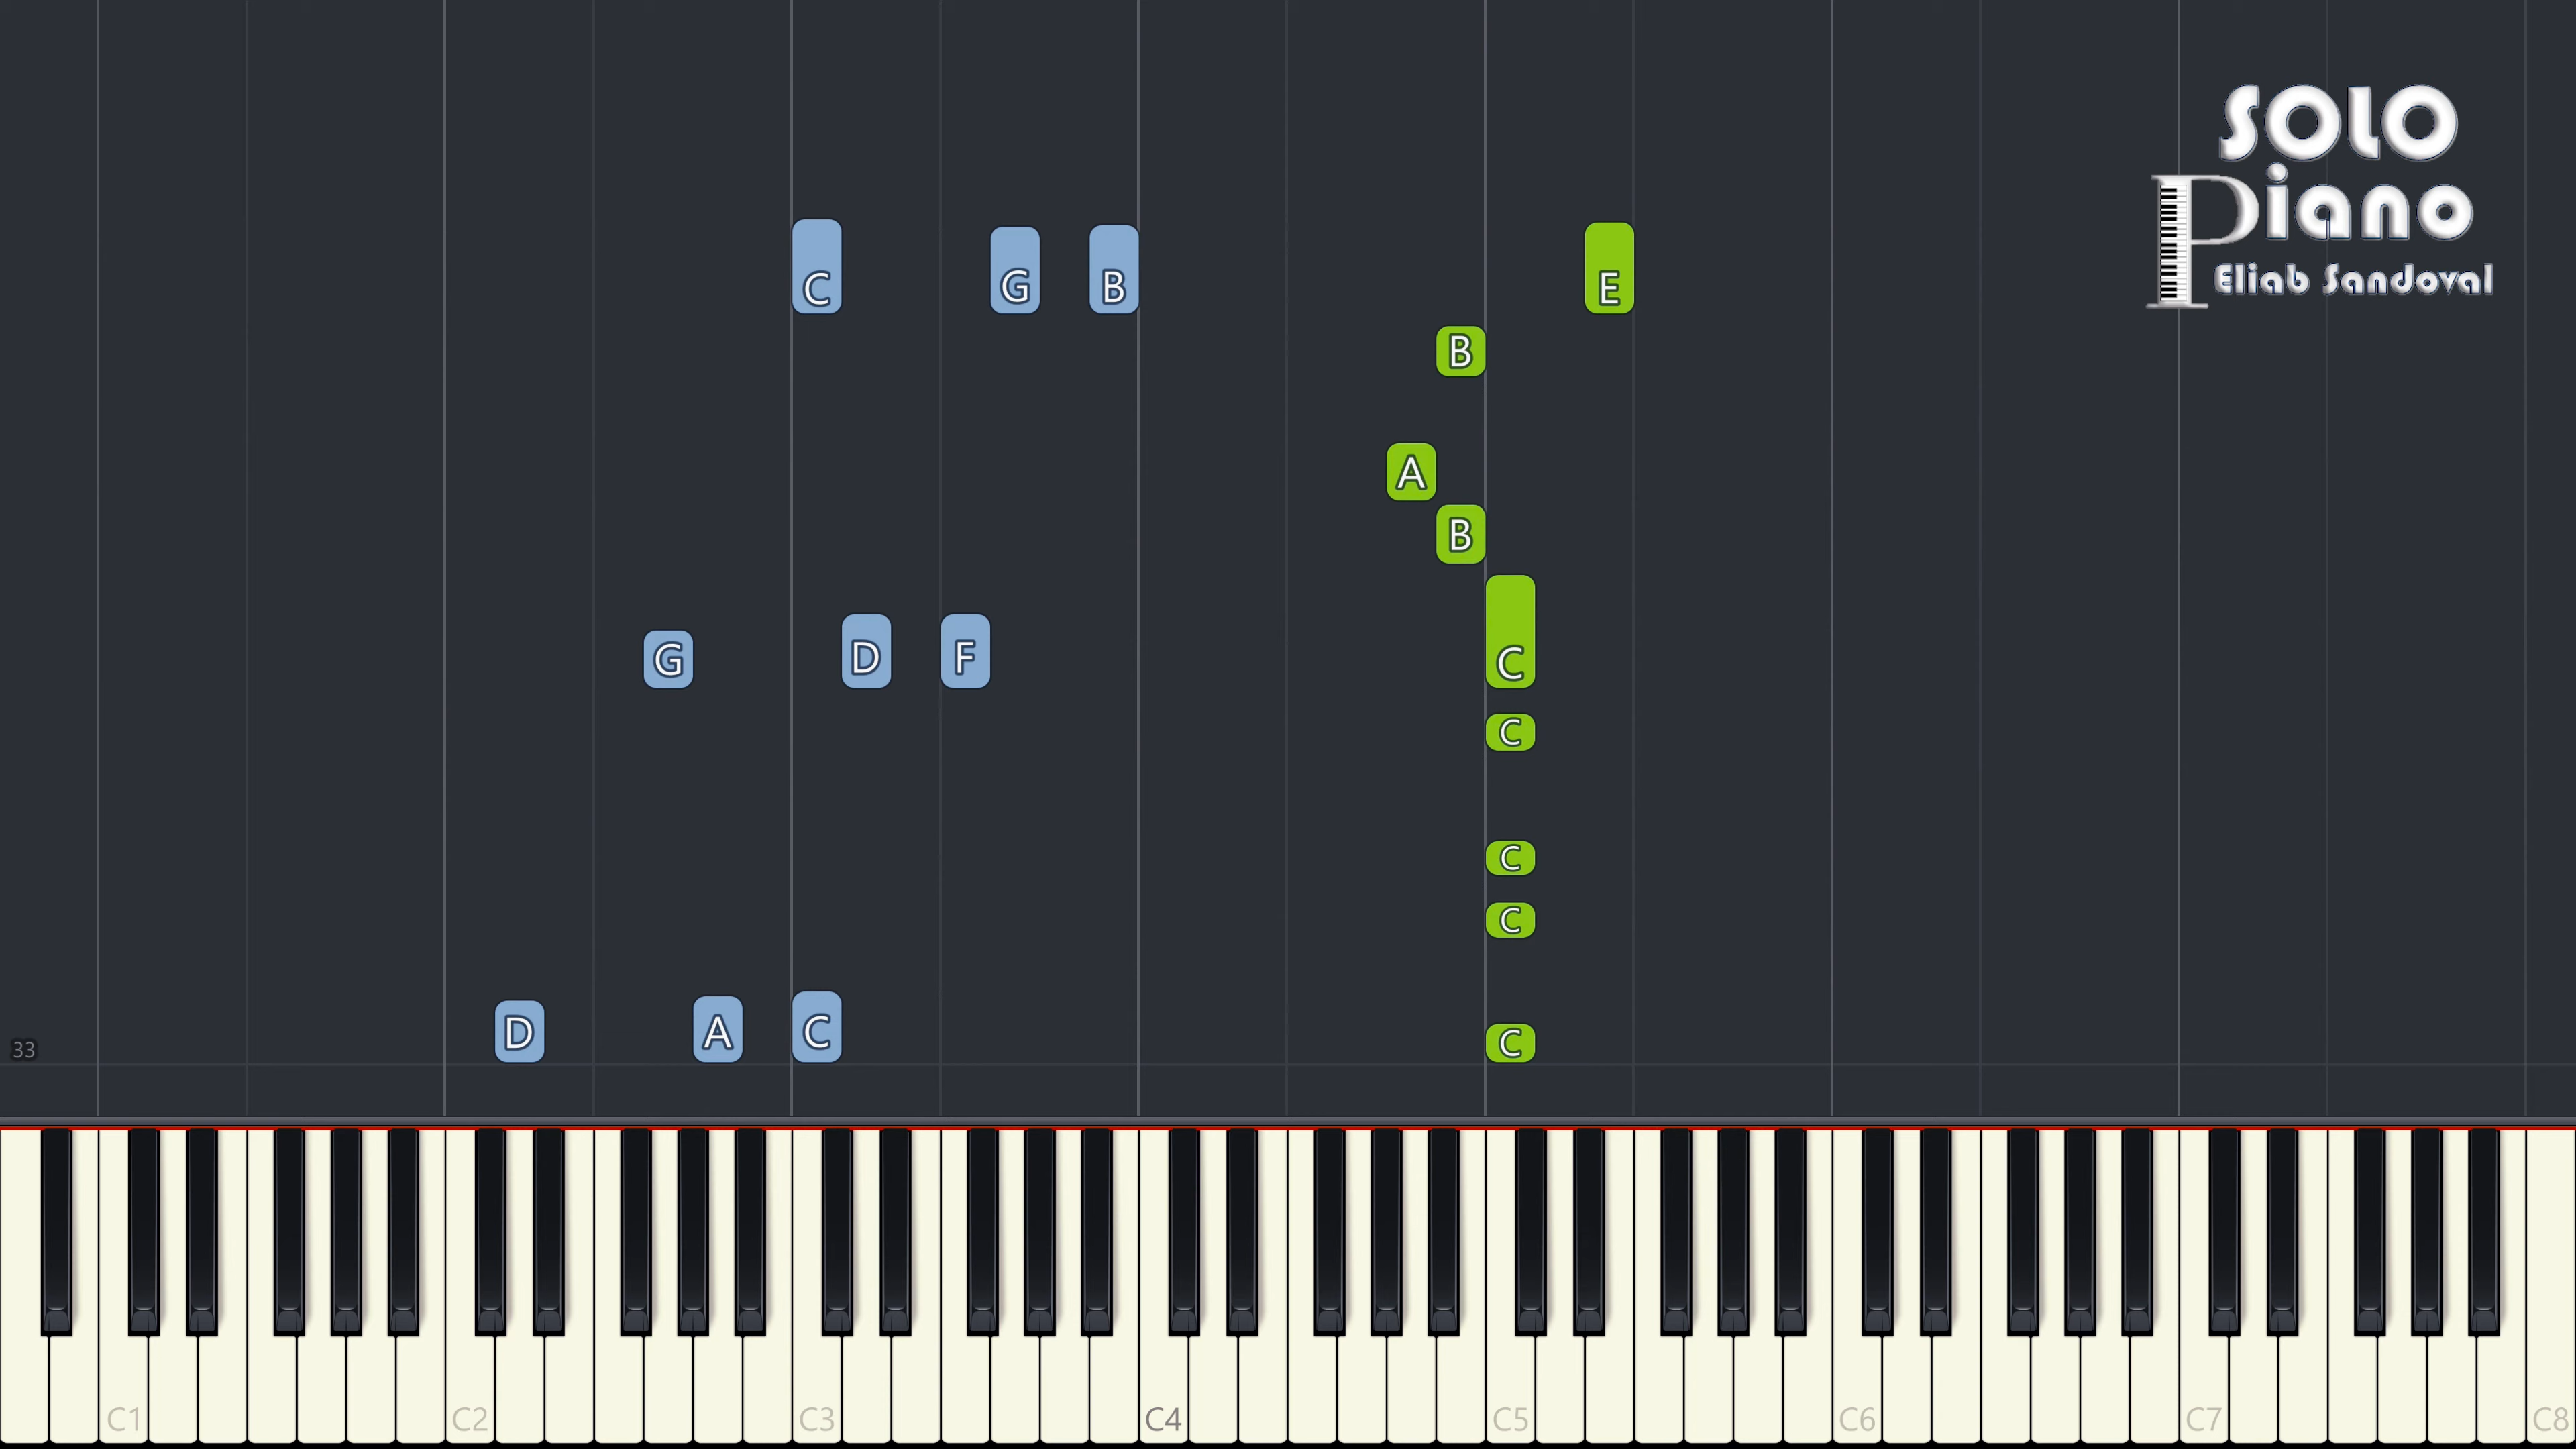 SOLO
Piano
Eliab Sandoval
C G B E
B
A
B
G D F C
C
C
C
D A C C
33
C1 C2 C3 C4 C5 C6 C7 C8